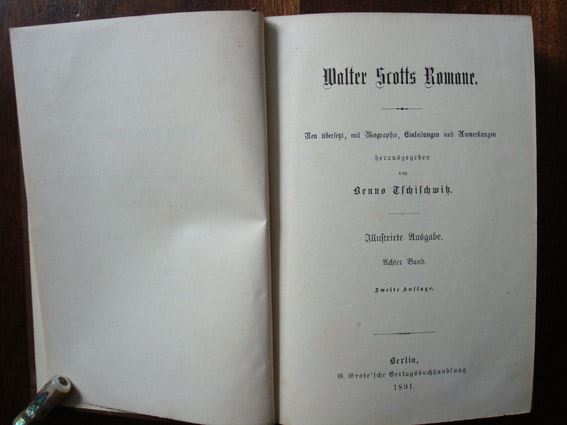 Walter Scotts Romane.
Neu übersetzt, mit Biographie, Einleitungen und Anmerkungen
herausgegeben
von
Benno Tschischwitz.
Illustrirte Ausgabe.
Achter Band.
Zweite Auflage.
Berlin,
G. Grote'sche Verlagsbuchhandlung
1891.